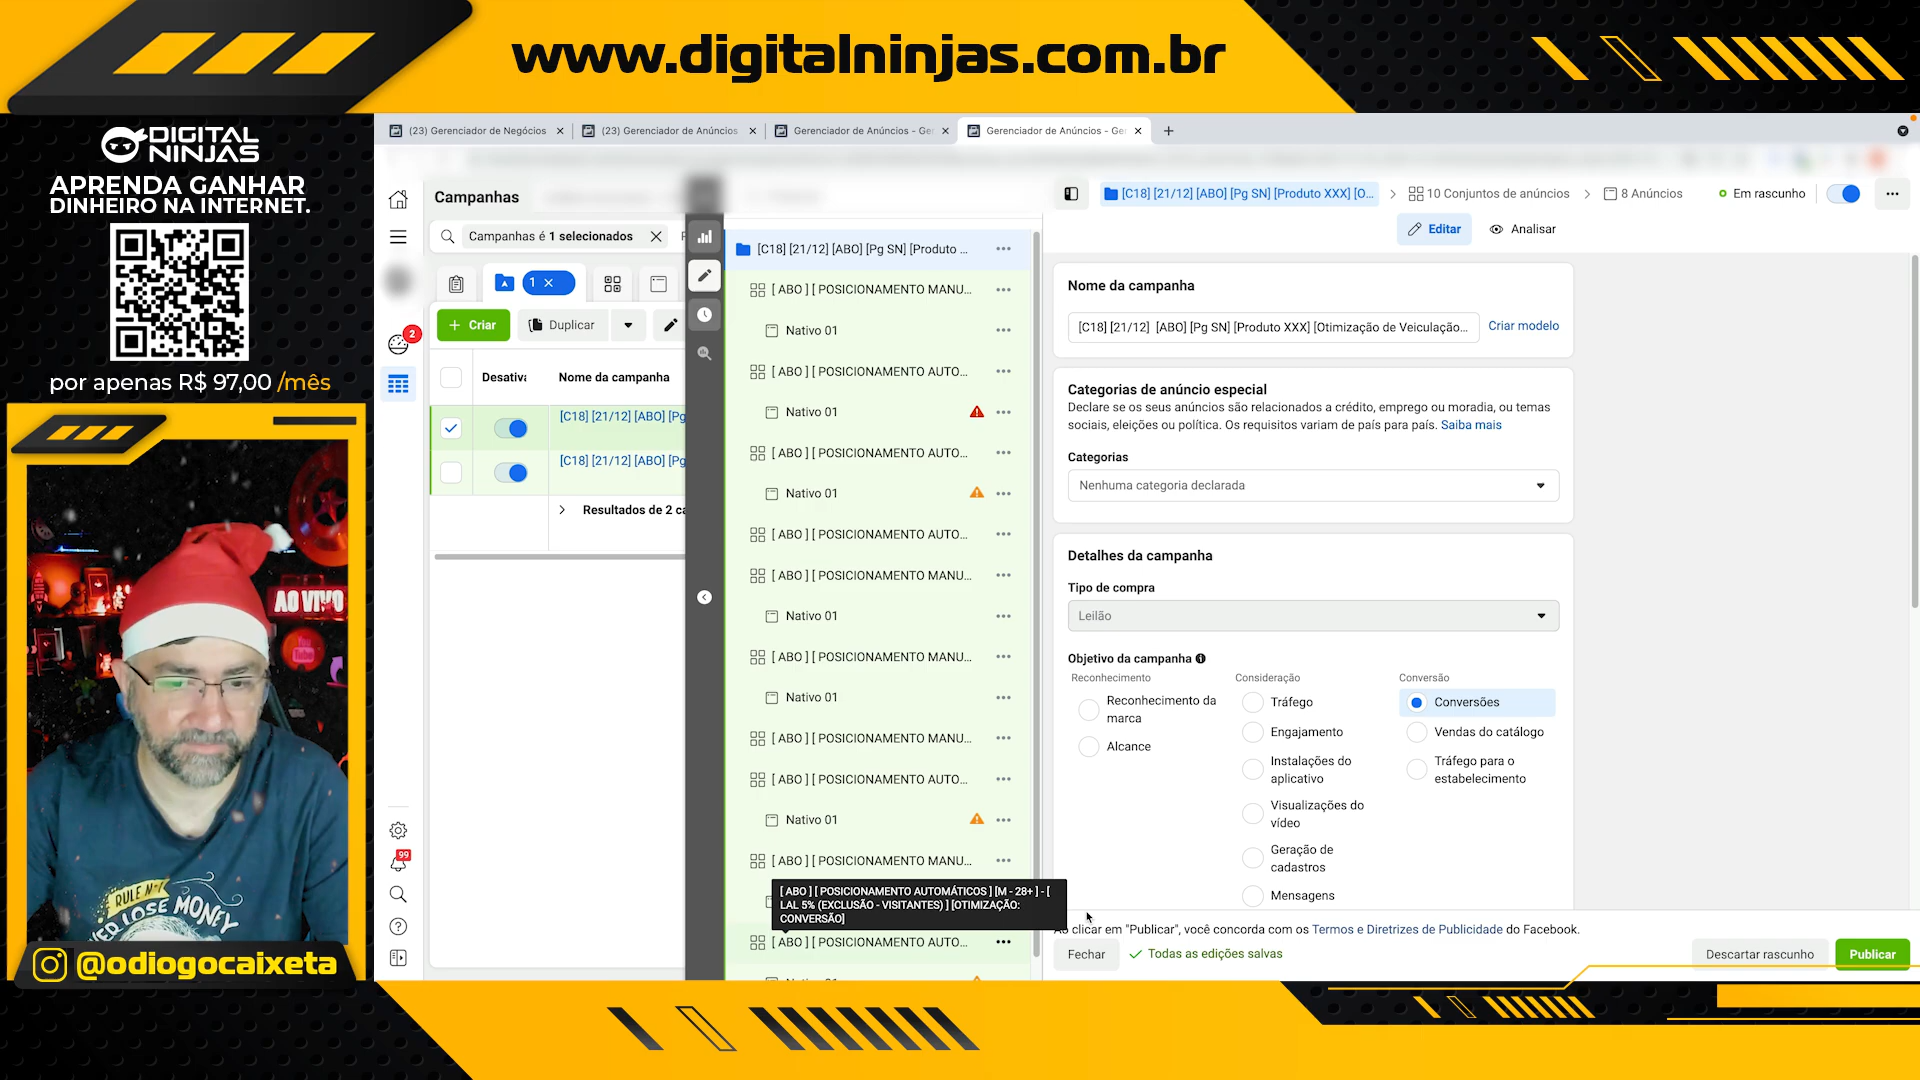 www.digitalninjas.com.br
DIGITAL
NINJAS
APRENDA GANHAR
DINHEIRO NA INTERNET.
por apenas R$ 97,00 /mês
AO VIVO
You
Tube
RULE Nº1
LOSE MONEY
@odiogocaixeta
(23) Gerenciador de Negócios
(23) Gerenciador de Anúncios
Gerenciador de Anúncios - Ge
Gerenciador de Anúncios - Ge
Campanhas
Campanhas é 1 selecionados
1
+ Criar
Duplicar
2
Desativa
Nome da campanha
[C18] [21/12] [ABO] [Pg
[C18] [21/12] [ABO] [Pg
Resultados de 2 ca
99
[C18] [21/12] [ABO] [Pg SN] [Produto ...
[ ABO ] [ POSICIONAMENTO MANU...
Nativo 01
[ ABO ] [ POSICIONAMENTO AUTO...
Nativo 01
[ ABO ] [ POSICIONAMENTO AUTO...
Nativo 01
[ ABO ] [ POSICIONAMENTO AUTO...
[ ABO ] [ POSICIONAMENTO MANU...
Nativo 01
[ ABO ] [ POSICIONAMENTO MANU...
Nativo 01
[ ABO ] [ POSICIONAMENTO MANU...
[ ABO ] [ POSICIONAMENTO AUTO...
Nativo 01
[ ABO ] [ POSICIONAMENTO MANU...
[ ABO ] [ POSICIONAMENTO AUTOMÁTICOS ] [M - 28+ ] - [
LAL 5% (EXCLUSÃO - VISITANTES) ] [OTIMIZAÇÃO:
CONVERSÃO]
[ ABO ] [ POSICIONAMENTO AUTO...
[C18] [21/12] [ABO] [Pg SN] [Produto XXX] [O...
10 Conjuntos de anúncios
8 Anúncios
Em rascunho
Editar
Analisar
Nome da campanha
[C18] [21/12] [ABO] [Pg SN] [Produto XXX] [Otimização de Veiculação...
Criar modelo
Categorias de anúncio especial
Declare se os seus anúncios são relacionados a crédito, emprego ou moradia, ou temas
sociais, eleições ou política. Os requisitos variam de país para país. Saiba mais
Categorias
Nenhuma categoria declarada
Detalhes da campanha
Tipo de compra
Leilão
Objetivo da campanha
Reconhecimento
Reconhecimento da
marca
Alcance
Consideração
Tráfego
Engajamento
Instalações do
aplicativo
Visualizações do
vídeo
Geração de
cadastros
Mensagens
Conversão
Conversões
Vendas do catálogo
Tráfego para o
estabelecimento
clicar em "Publicar", você concorda com os Termos e Diretrizes de Publicidade do Facebook.
Fechar
Todas as edições salvas
Descartar rascunho
Publicar